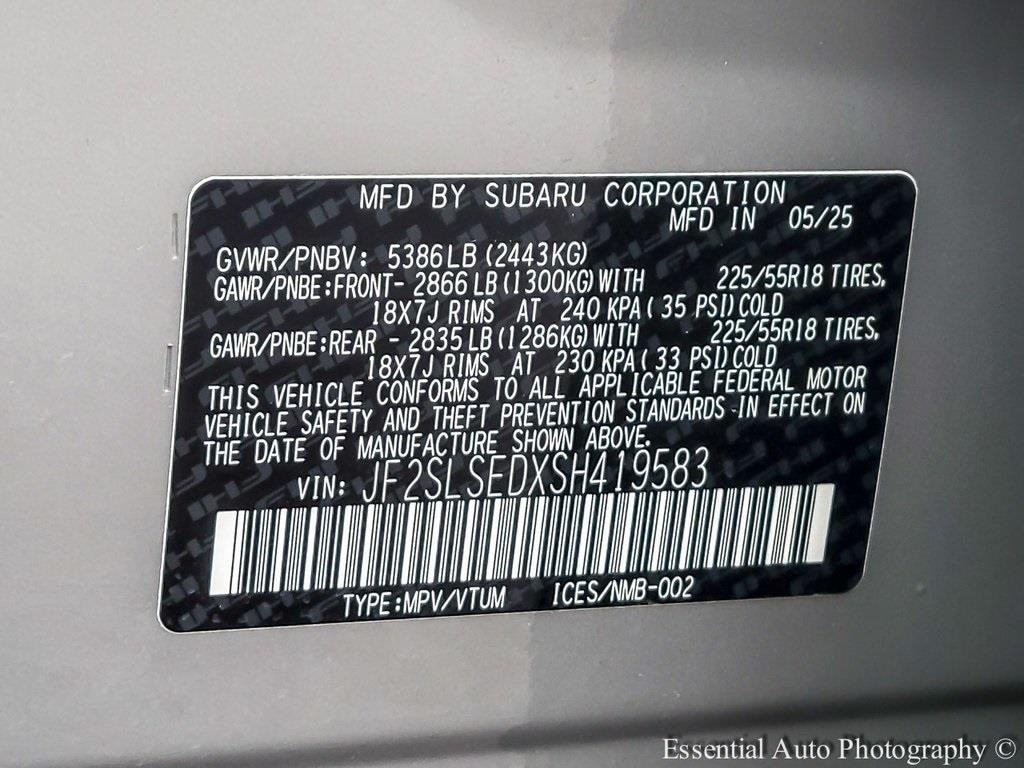 MFD BY SUBARU CORPORATION
MFD IN 05/25
GVWR/PNBV: 5386LB (2443KG)
GAWR/PNBE:FRONT- 2866 LB (1300KG) WITH 225/55R18 TIRES,
18X7J RIMS AT 240 KPA ( 35 PSI) COLD
GAWR/PNBE:REAR - 2835 LB (1286KG) WITH 225/55R18 TIRES,
18X7J RIMS AT 230 KPA ( 33 PSI) COLD
THIS VEHICLE CONFORMS TO ALL APPLICABLE FEDERAL MOTOR
VEHICLE SAFETY AND THEFT PREVENTION STANDARDS IN EFFECT ON
THE DATE OF MANUFACTURE SHOWN ABOVE.
VIN: JF2SLSEDXSH419583
TYPE:MPV/VTUM ICES/NMB-002
Essential Auto Photography ©